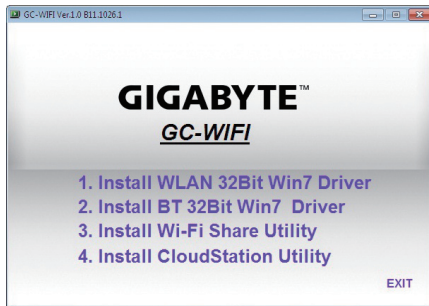 GC-WIFI Ver.1.0 B11.1026.1
GIGABYTE™
GC-WIFI
1. Install WLAN 32Bit Win7 Driver
2. Install BT 32Bit Win7 Driver
3. Install Wi-Fi Share Utility
4. Install CloudStation Utility
EXIT